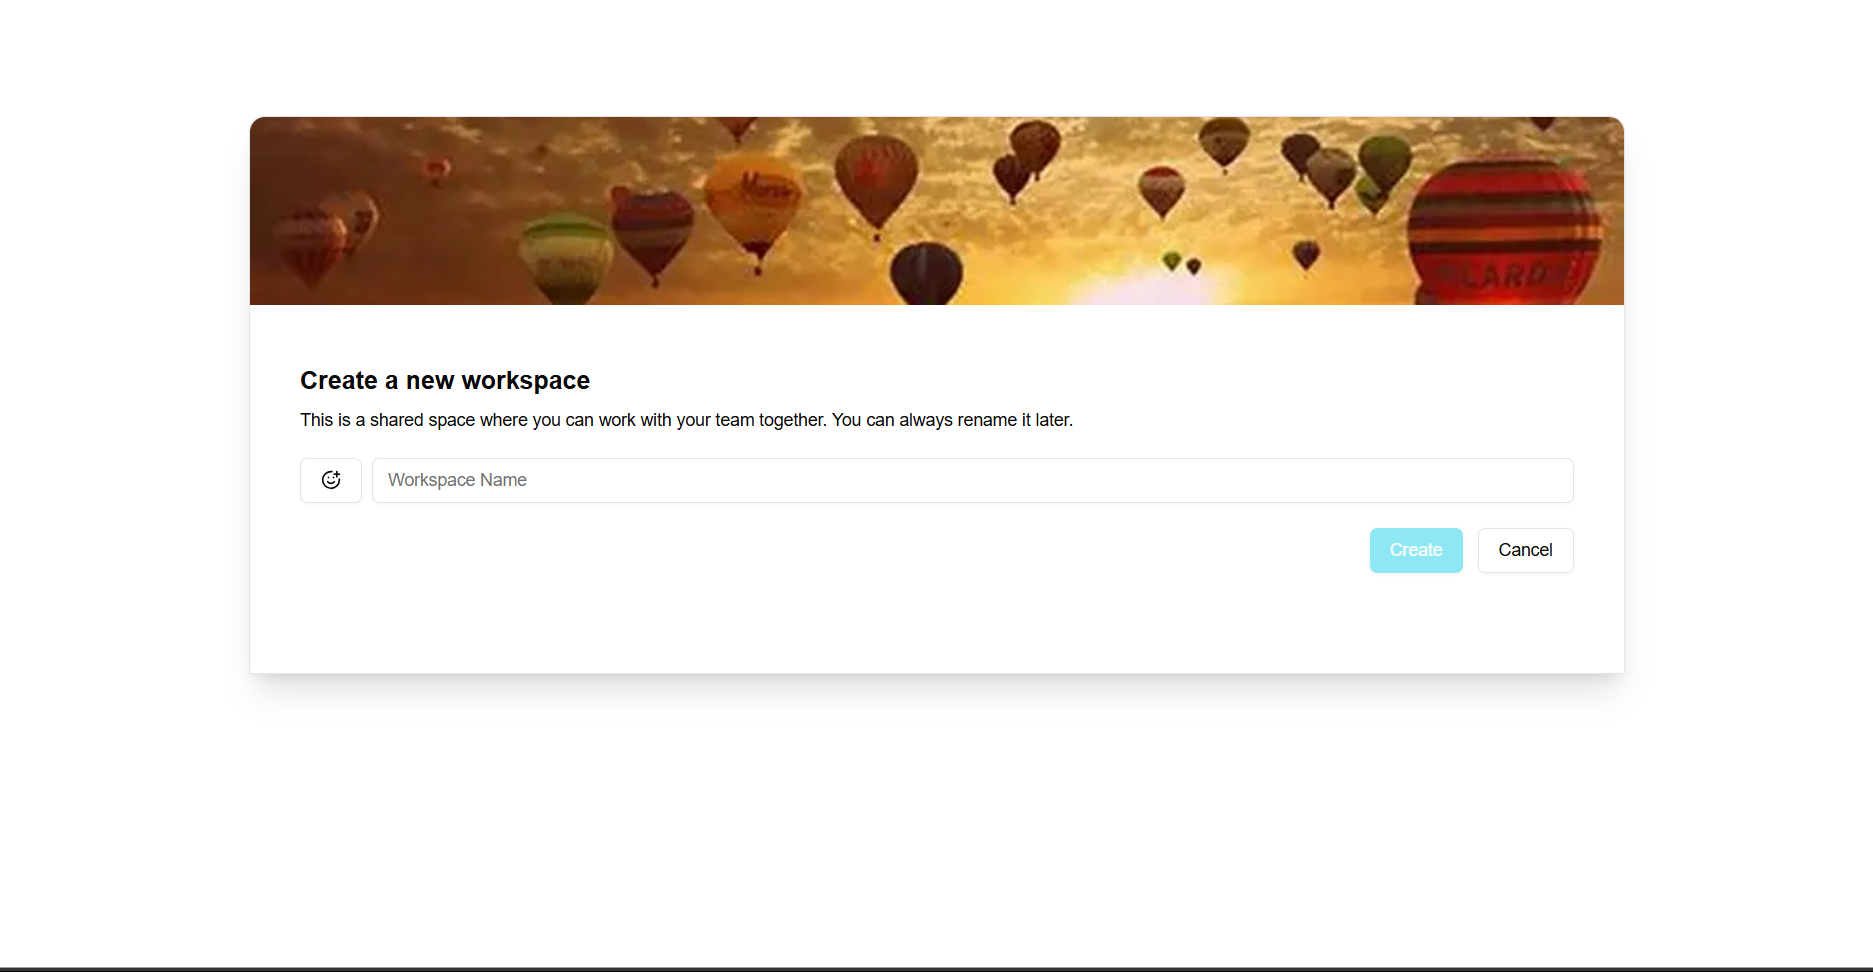 Create a new workspace
This is a shared space where you can work with your team together. You can always rename it later.
Workspace Name
Create
Cancel